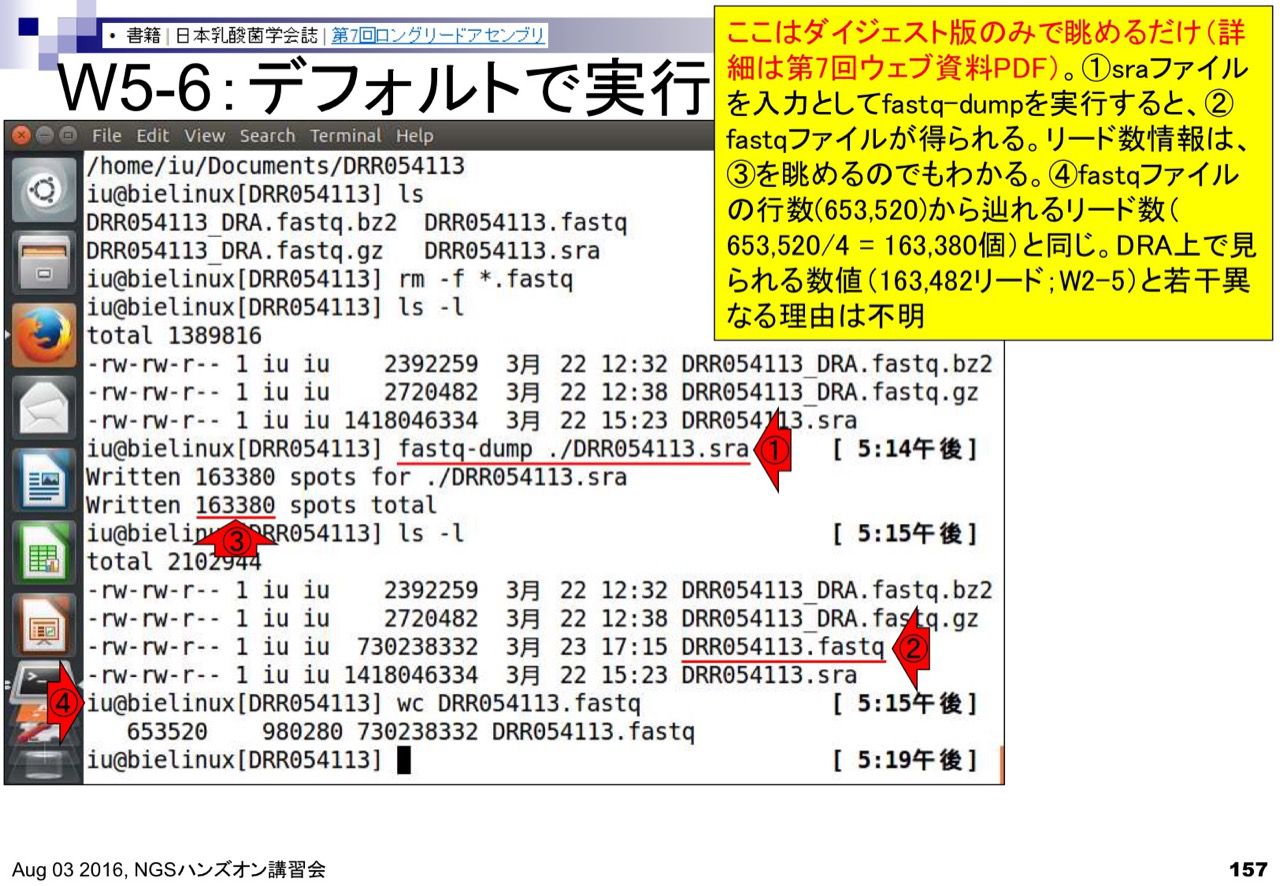 • 書籍 | 日本乳酸菌学会誌 | 第7回ロングリードアセンブリ
W5-6：デフォルトで実行
ここはダイジェスト版のみで眺めるだけ（詳
細は第7回ウェブ資料PDF）。①sraファイル
を入力としてfastq-dumpを実行すると、②
fastqファイルが得られる。リード数情報は、
③を眺めるのでもわかる。④fastqファイル
の行数(653,520)から辿れるリード数（
653,520/4 = 163,380個）と同じ。DRA上で見
られる数値（163,482リード；W2-5）と若干異
なる理由は不明
File Edit View Search Terminal Help
/home/iu/Documents/DRR054113
iu@bielinux[DRR054113] ls
DRR054113_DRA.fastq.bz2 DRR054113.fastq
DRR054113_DRA.fastq.gz DRR054113.sra
iu@bielinux[DRR054113] rm -f *.fastq
iu@bielinux[DRR054113] ls -l
total 1389816
-rw-rw-r-- 1 iu iu 2392259 3月 22 12:32 DRR054113_DRA.fastq.bz2
-rw-rw-r-- 1 iu iu 2720482 3月 22 12:38 DRR054113_DRA.fastq.gz
-rw-rw-r-- 1 iu iu 1418046334 3月 22 15:23 DRR054113.sra
iu@bielinux[DRR054113] fastq-dump ./DRR054113.sra ① [ 5:14午後]
Written 163380 spots for ./DRR054113.sra
Written 163380 spots total
iu@bielinux[DRR054113] ls -l [ 5:15午後]
③
total 2102944
-rw-rw-r-- 1 iu iu 2392259 3月 22 12:32 DRR054113_DRA.fastq.bz2
-rw-rw-r-- 1 iu iu 2720482 3月 22 12:38 DRR054113_DRA.fastq.gz
-rw-rw-r-- 1 iu iu 730238332 3月 23 17:15 DRR054113.fastq ②
-rw-rw-r-- 1 iu iu 1418046334 3月 22 15:23 DRR054113.sra
④ iu@bielinux[DRR054113] wc DRR054113.fastq [ 5:15午後]
653520 980280 730238332 DRR054113.fastq
iu@bielinux[DRR054113] [ 5:19午後]
Aug 03 2016, NGSハンズオン講習会
157